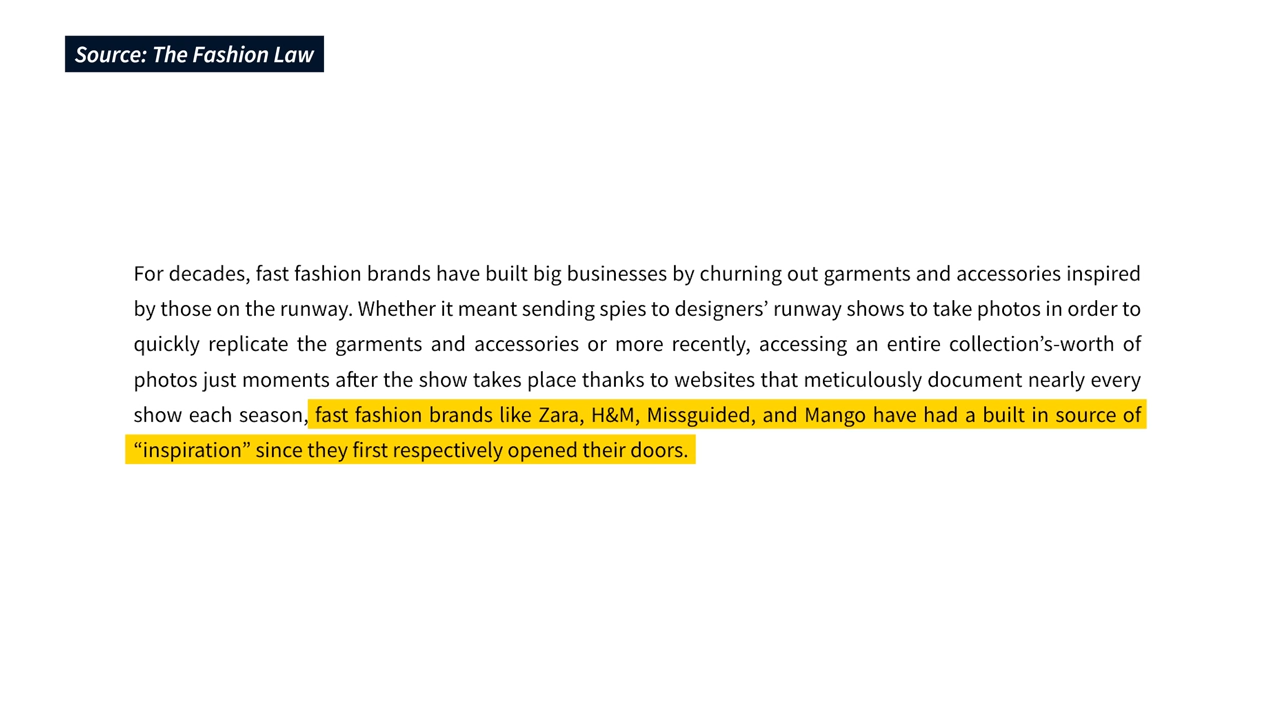 Source: The Fashion Law
For decades, fast fashion brands have built big businesses by churning out garments and accessories inspired
by those on the runway. Whether it meant sending spies to designers’ runway shows to take photos in order to
quickly replicate the garments and accessories or more recently, accessing an entire collection’s-worth of
photos just moments after the show takes place thanks to websites that meticulously document nearly every
show each season, fast fashion brands like Zara, H&M, Missguided, and Mango have had a built in source of
“inspiration” since they first respectively opened their doors.